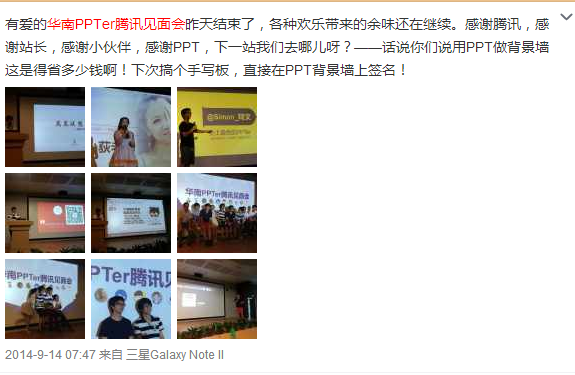 有爱的华南PPTer腾讯见面会昨天结束了，各种欢乐带来的余味还在继续。感谢腾讯，感
谢站长，感谢小伙伴，感谢PPT，下一站我们去哪儿呀？——话说你们说用PPT做背景墙
这是得省多少钱啊！下次搞个手写板，直接在PPT背景墙上签名！
@Simon_阿文
华南PPTer腾讯见面会
华南PPTer腾讯见面会
PPTer腾讯见
2014-9-14 07:47 来自 三星Galaxy Note II